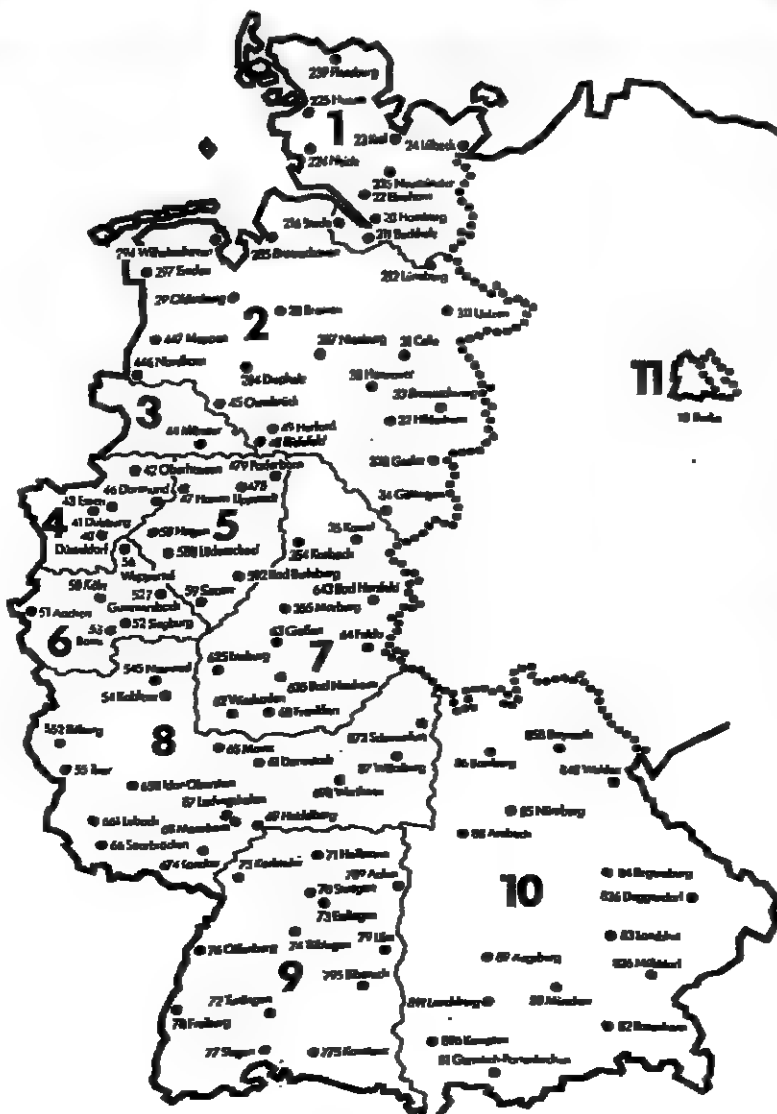 239 Flensburg
225 Husum
1
23 Kiel
24 Lübeck
224 Heide
235 Neumünster
22 Elmshorn
216 Stade
20 Hamburg
211 Buchholz
294 Wilhelmshaven
285 Bremerhaven
297 Emden
282 Lüneburg
29 Oldenburg
28 Bremen
311 Uelzen
2
447 Meppen
307 Nienburg
31 Celle
446 Nordhorn
284 Diepholz
30 Hannover
11
33 Braunschweig
10 Berlin
3
45 Osnabrück
32 Hildesheim
44 Münster
49 Herford
48 Bielefeld
338 Goslar
42 Oberhausen
479 Paderborn
46 Dortmund
478
47 Hamm
Lippstadt
34 Göttingen
43 Essen
4
41 Duisburg
5
40
Düsseldorf
58 Hagen
35 Kassel
588 Lüdenscheid
354 Korbach
56
Wuppertal
592 Bad Berleburg
50 Köln
527
Gummersbach
59 Siegen
643 Bad Hersfeld
51 Aachen
355 Marburg
52 Siegburg
53
Bonn
6
63 Gießen
64 Fulda
7
545 Neuwied
625 Limburg
635 Bad Nauheim
54 Koblenz
62 Wiesbaden
60 Frankfurt
552 Bitburg
8
872 Schweinfurt
858 Bayreuth
65 Mainz
61 Darmstadt
87 Würzburg
86 Bamberg
848 Weiden
55 Trier
658 Idar-Oberstein
698 Wertheim
67 Ludwigshafen
85 Nürnberg
661 Lebach
68 Mannheim
69 Heidelberg
88 Ansbach
66 Saarbrücken
674 Landau
75 Karlsruhe
71 Heilbronn
709 Aalen
84 Regensburg
70 Stuttgart
10
836 Deggendorf
73 Esslingen
76 Offenburg
74 Tübingen
79 Ulm
83 Landshut
89 Augsburg
826 Mühldorf
9
795 Biberach
72 Tuttlingen
891 Landsberg
80 München
78 Freiburg
82 Rosenheim
77 Singen
775 Konstanz
896 Kempten
81 Garmisch-Partenkirchen